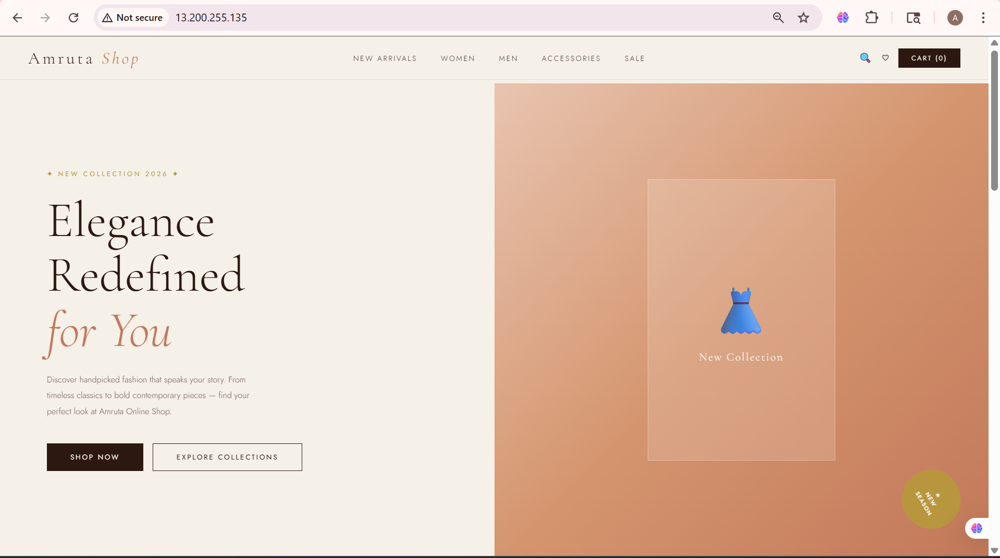 Not secure
13.200.255.135
A
Amruta Shop
NEW ARRIVALS
WOMEN
MEN
ACCESSORIES
SALE
CART (0)
✦ NEW COLLECTION 2026 ✦
Elegance
Redefined
for You
Discover handpicked fashion that speaks your story. From
timeless classics to bold contemporary pieces — find your
perfect look at Amruta Online Shop.
SHOP NOW
EXPLORE COLLECTIONS
New Collection
★
NEW
SEASON